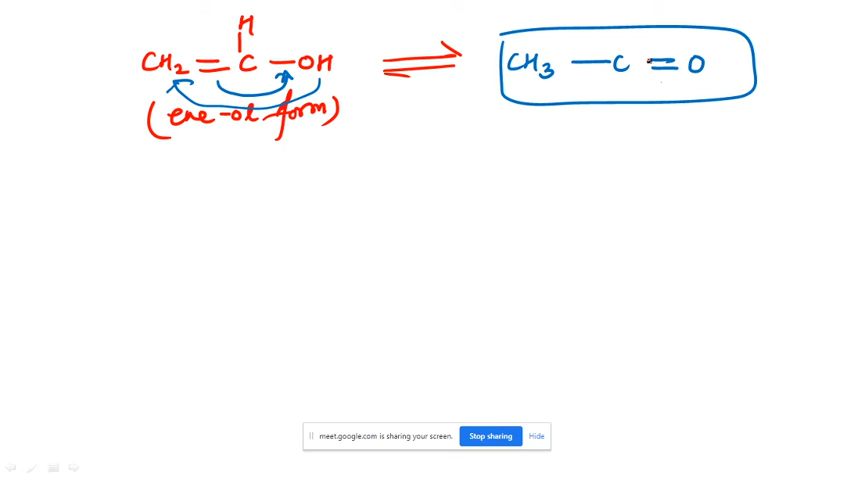 H
CH2 = C - OH ⇌ CH3 - C = O
(ene-ol-form)
meet.google.com is sharing your screen. Stop sharing Hide